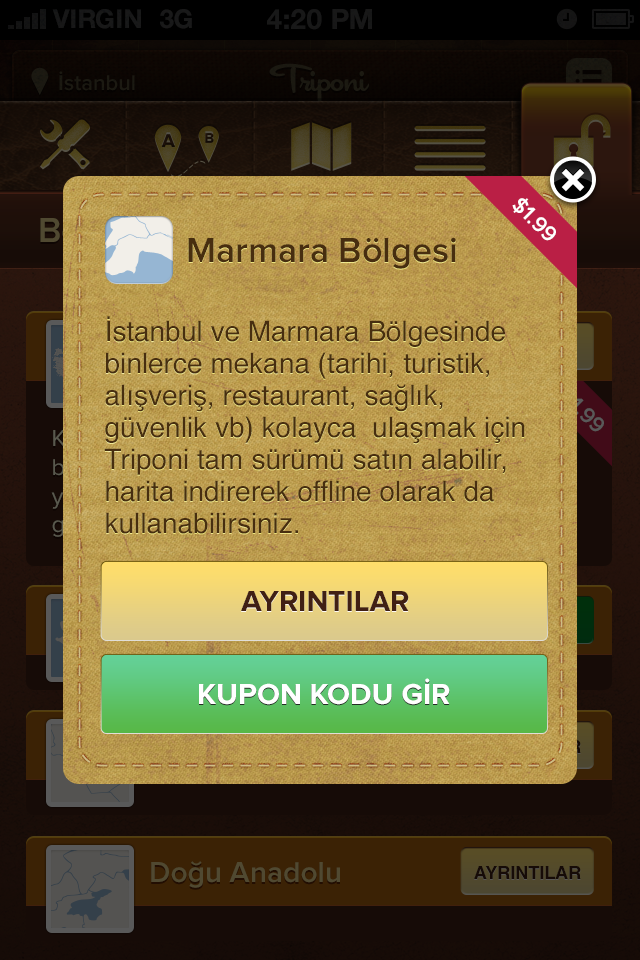 VIRGIN 3G 4:20 PM
İstanbul Triponi
A B
B
$1.99
Marmara Bölgesi
İstanbul ve Marmara Bölgesinde
binlerce mekana (tarihi, turistik,
alışveriş, restaurant, sağlık,
güvenlik vb) kolayca ulaşmak için
Triponi tam sürümü satın alabilir,
harita indirerek offline olarak da
kullanabilirsiniz.
AYRINTILAR
KUPON KODU GİR
K
b
y
g
1.99
R
Doğu Anadolu
AYRINTILAR